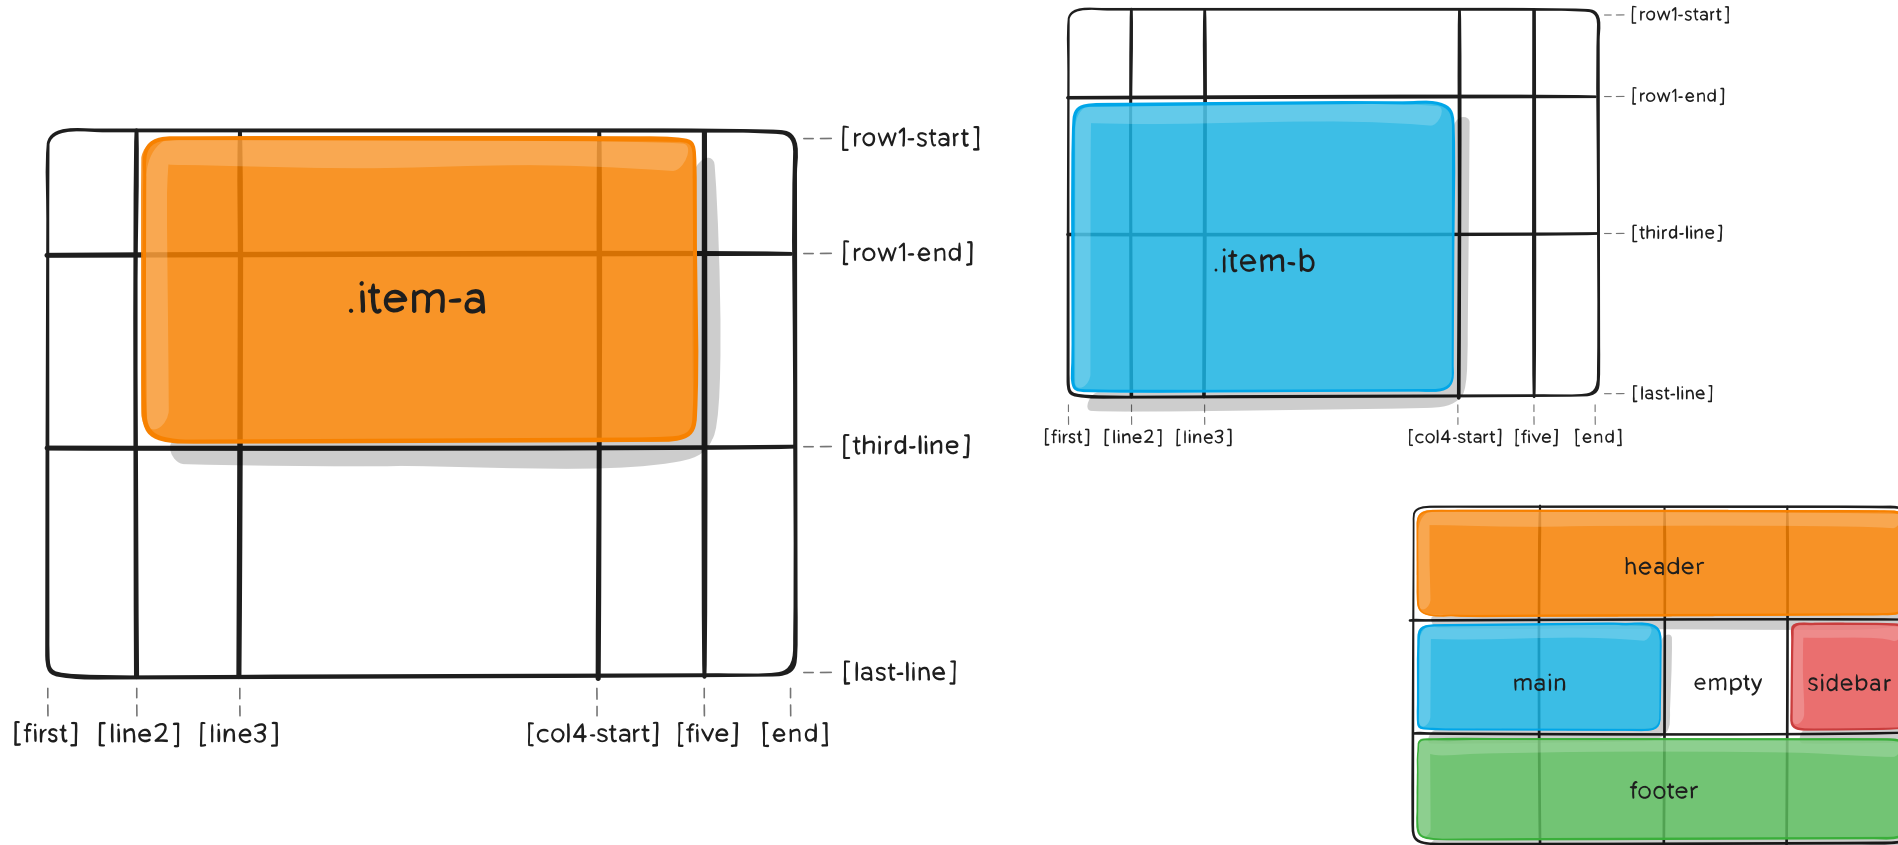 [row1-start]
[row1-end]
.item-a
[third-line]
[last-line]
[first] [line2] [line3] [col4-start] [five] [end]
[row1-start]
[row1-end]
[third-line]
.item-b
[last-line]
[first] [line2] [line3] [col4-start] [five] [end]
header
main empty sidebar
footer